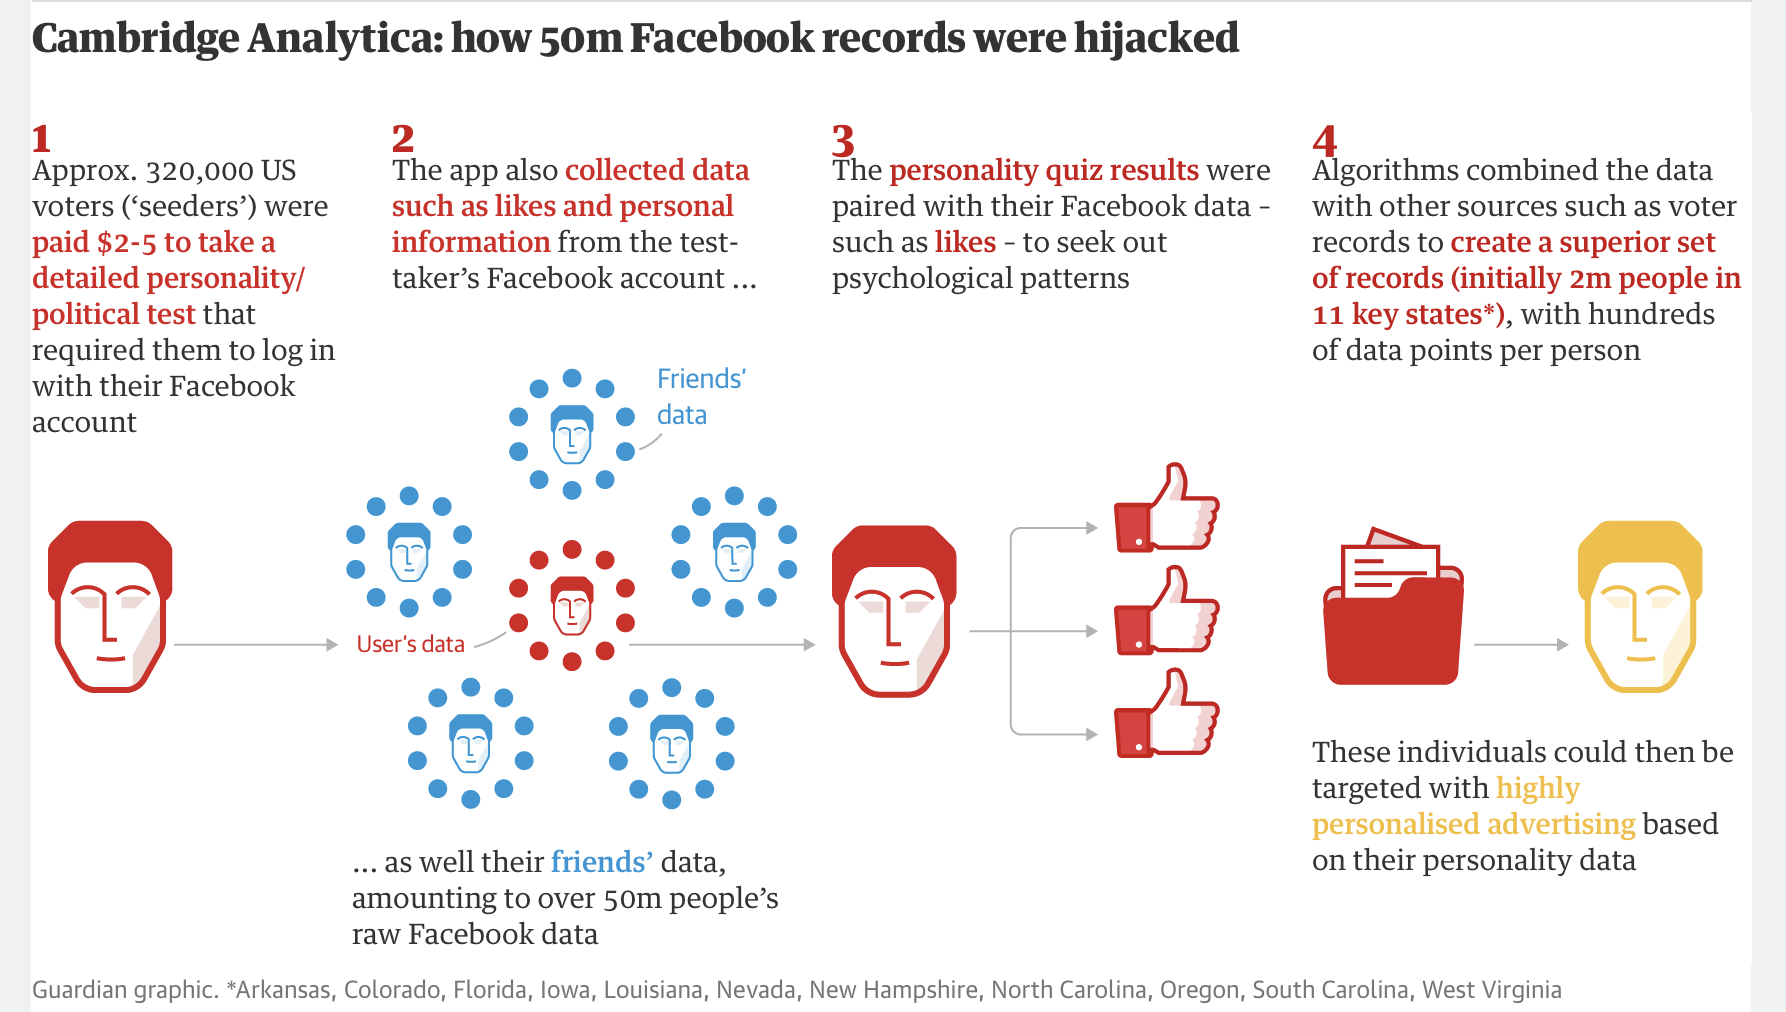 Cambridge Analytica: how 50m Facebook records were hijacked
1
Approx. 320,000 US
voters (‘seeders’) were
paid $2-5 to take a
detailed personality/
political test that
required them to log in
with their Facebook
account
2
The app also collected data
such as likes and personal
information from the test-
taker’s Facebook account ...
Friends’
data
User’s data
... as well their friends’ data,
amounting to over 50m people’s
raw Facebook data
3
The personality quiz results were
paired with their Facebook data –
such as likes – to seek out
psychological patterns
4
Algorithms combined the data
with other sources such as voter
records to create a superior set
of records (initially 2m people in
11 key states*), with hundreds
of data points per person
These individuals could then be
targeted with highly
personalised advertising based
on their personality data
Guardian graphic. *Arkansas, Colorado, Florida, Iowa, Louisiana, Nevada, New Hampshire, North Carolina, Oregon, South Carolina, West Virginia